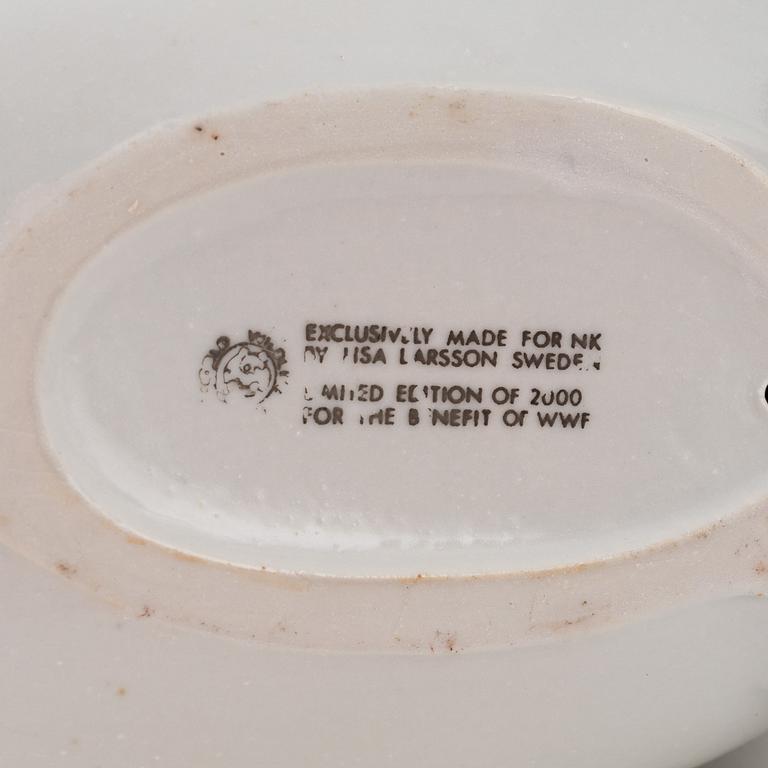 EXCLUSIVELY MADE FOR NK
BY LISA LARSSON SWEDEN
LIMITED EDITION OF 2000
FOR THE BENEFIT OF WWF